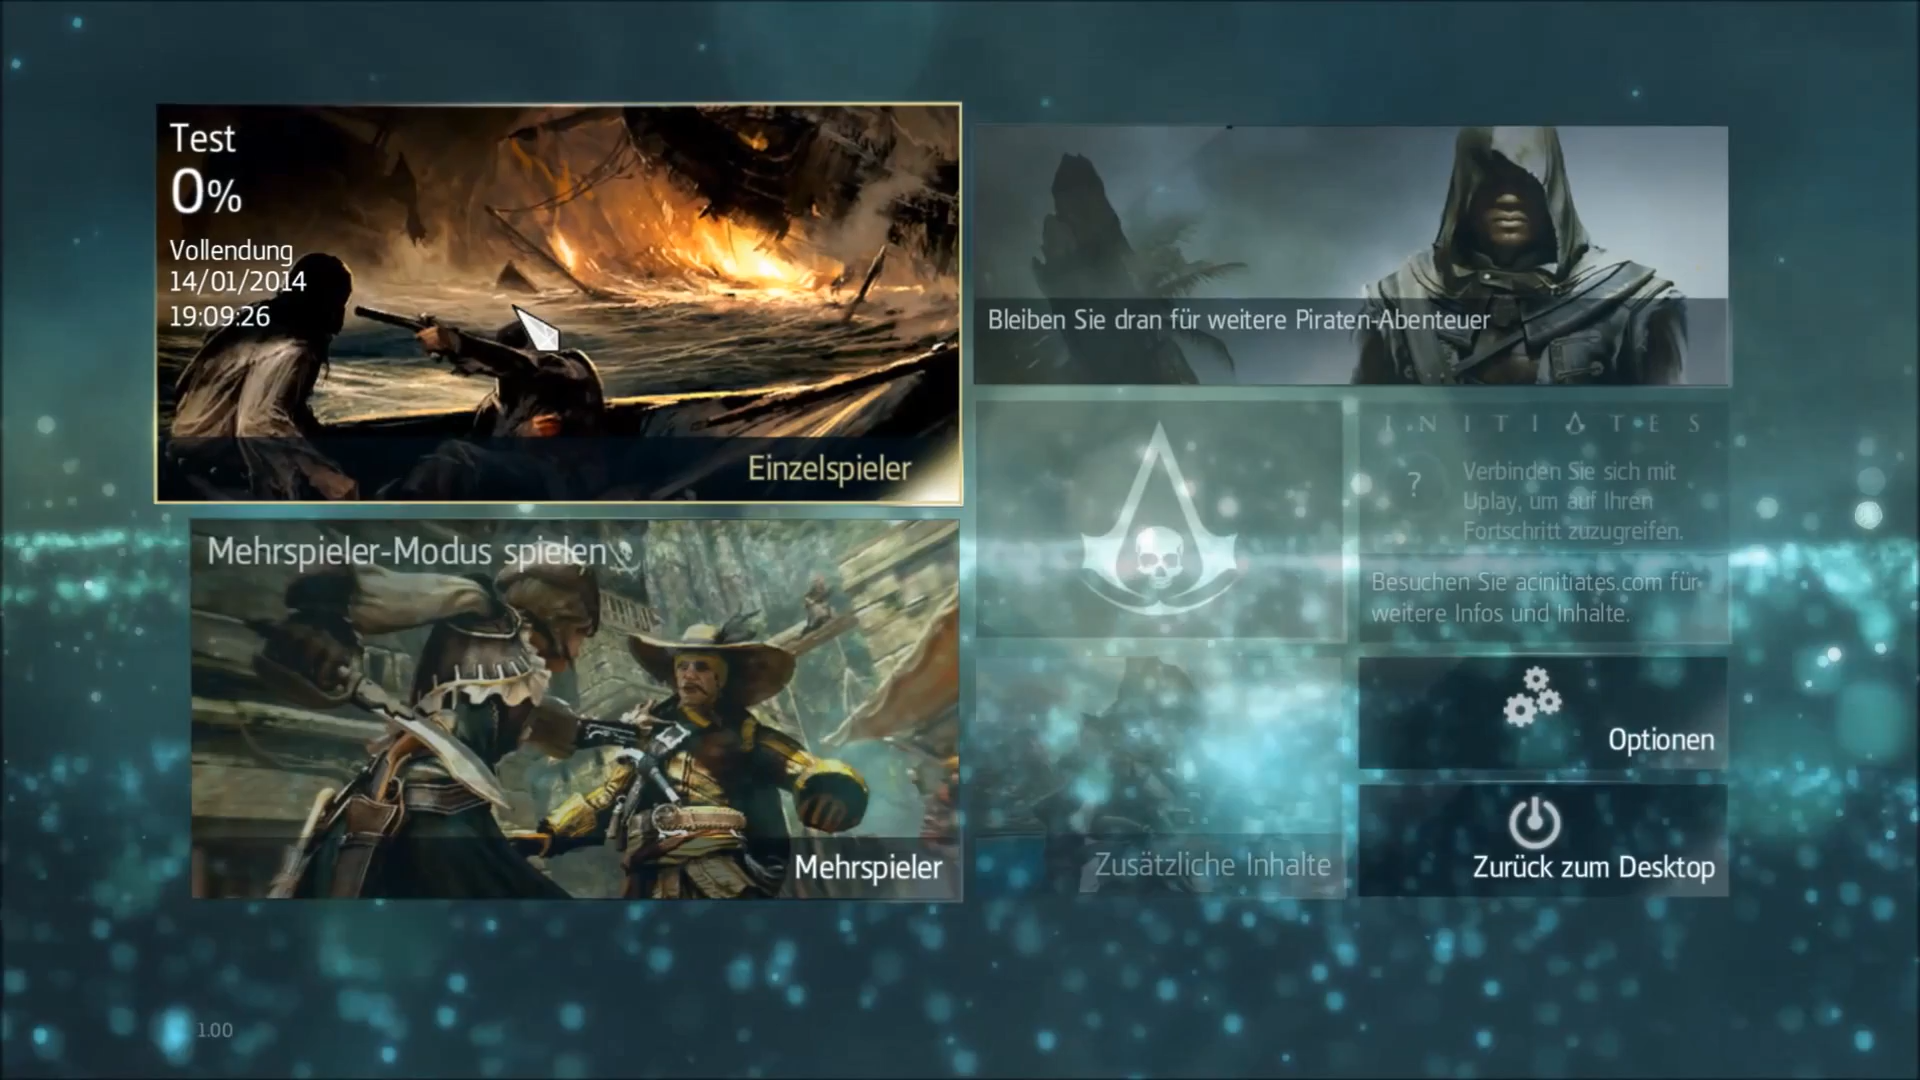 Test
0%
Vollendung
14/01/2014
19:09:26
Einzelspieler
Mehrspieler-Modus spielen
Mehrspieler
Bleiben Sie dran für weitere Piraten-Abenteuer
INITIATES
?
Verbinden Sie sich mit
Uplay, um auf Ihren
Fortschritt zuzugreifen.
Besuchen Sie acinitiates.com für
weitere Infos und Inhalte.
Zusätzliche Inhalte
Optionen
Zurück zum Desktop
1.00